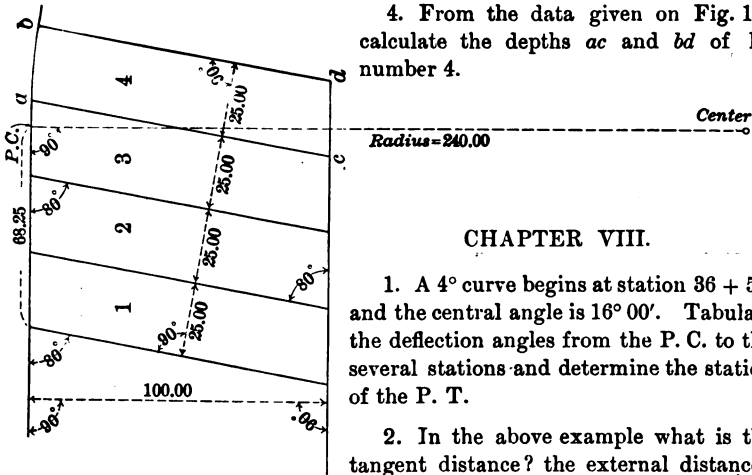 4. From the data given on Fig. 1
calculate the depths ac and bd of l
number 4.
b
a
P.C.
d
c
4
3
2
1
90°
25.00
25.00
25.00
25.00
90°
80°
68.25
80°
80°
90°
100.00
90°
90°
Center
Radius=240.00
CHAPTER VIII.
1. A 4° curve begins at station 36 + 5
and the central angle is 16° 00′. Tabula
the deflection angles from the P. C. to th
several stations and determine the static
of the P. T.
2. In the above example what is th
tangent distance? the external distance